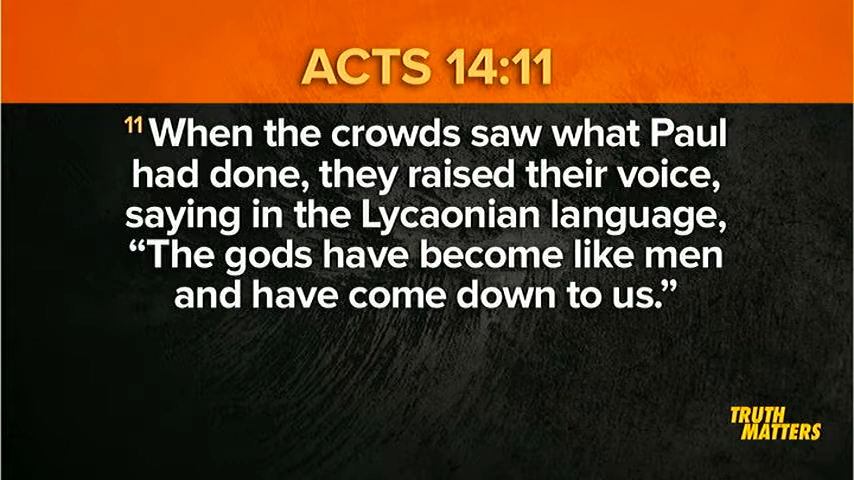 ACTS 14:11
11 When the crowds saw what Paul
had done, they raised their voice,
saying in the Lycaonian language,
“The gods have become like men
and have come down to us.”
TRUTH
MATTERS